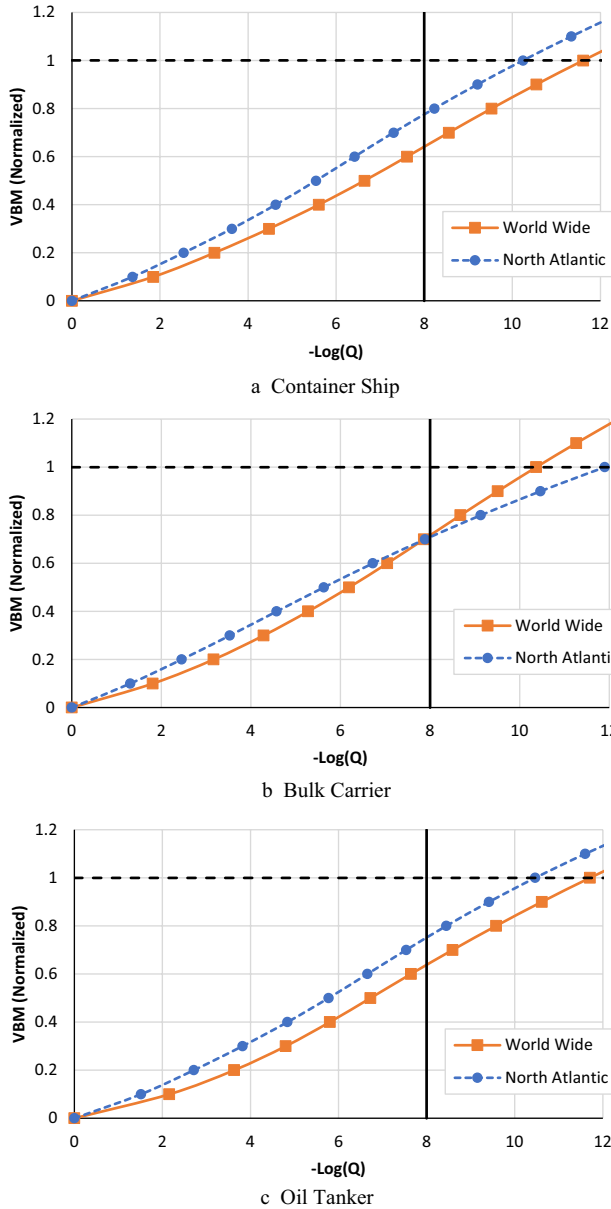 1.2
1
0.8
0.6
0.4
0.2
0
VBM (Normalized)
World Wide
North Atlantic
0 2 4 6 8 10 12
-Log(Q)
a Container Ship
1.2
1
0.8
0.6
0.4
0.2
0
VBM (Normalized)
World Wide
North Atlanti
0 2 4 6 8 10 12
-Log(Q)
b Bulk Carrier
1.2
1
0.8
0.6
0.4
0.2
0
VBM (Normalized)
World Wide
North Atlantic
0 2 4 6 8 10 12
-Log(Q)
c Oil Tanker